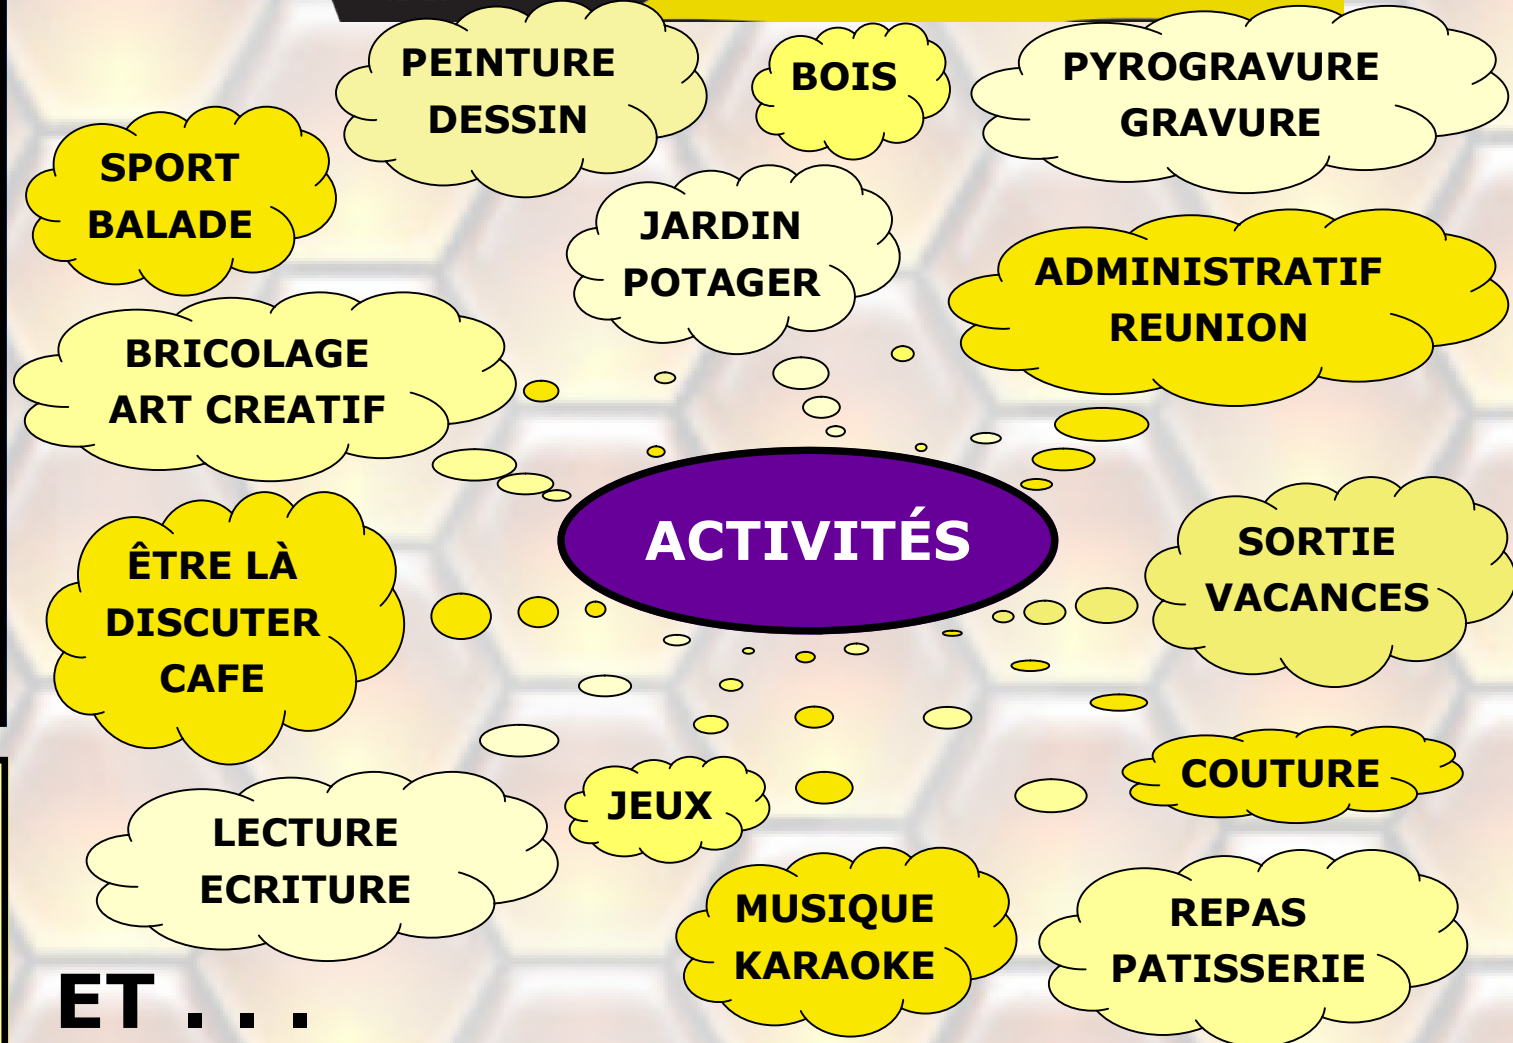 PEINTURE
DESSIN
BOIS
PYROGRAVURE
GRAVURE
SPORT
BALADE
JARDIN
POTAGER
ADMINISTRATIF
REUNION
BRICOLAGE
ART CREATIF
ACTIVITÉS
ÊTRE LÀ
DISCUTER
CAFE
SORTIE
VACANCES
COUTURE
JEUX
LECTURE
ECRITURE
MUSIQUE
KARAOKE
REPAS
PATISSERIE
ET . . .